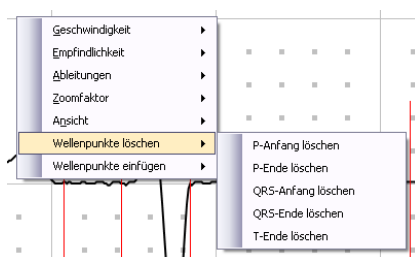 Geschwindigkeit
Empfindlichkeit
Ableitungen
Zoomfaktor
Ansicht
Wellenpunkte löschen
Wellenpunkte einfügen
P-Anfang löschen
P-Ende löschen
QRS-Anfang löschen
QRS-Ende löschen
T-Ende löschen